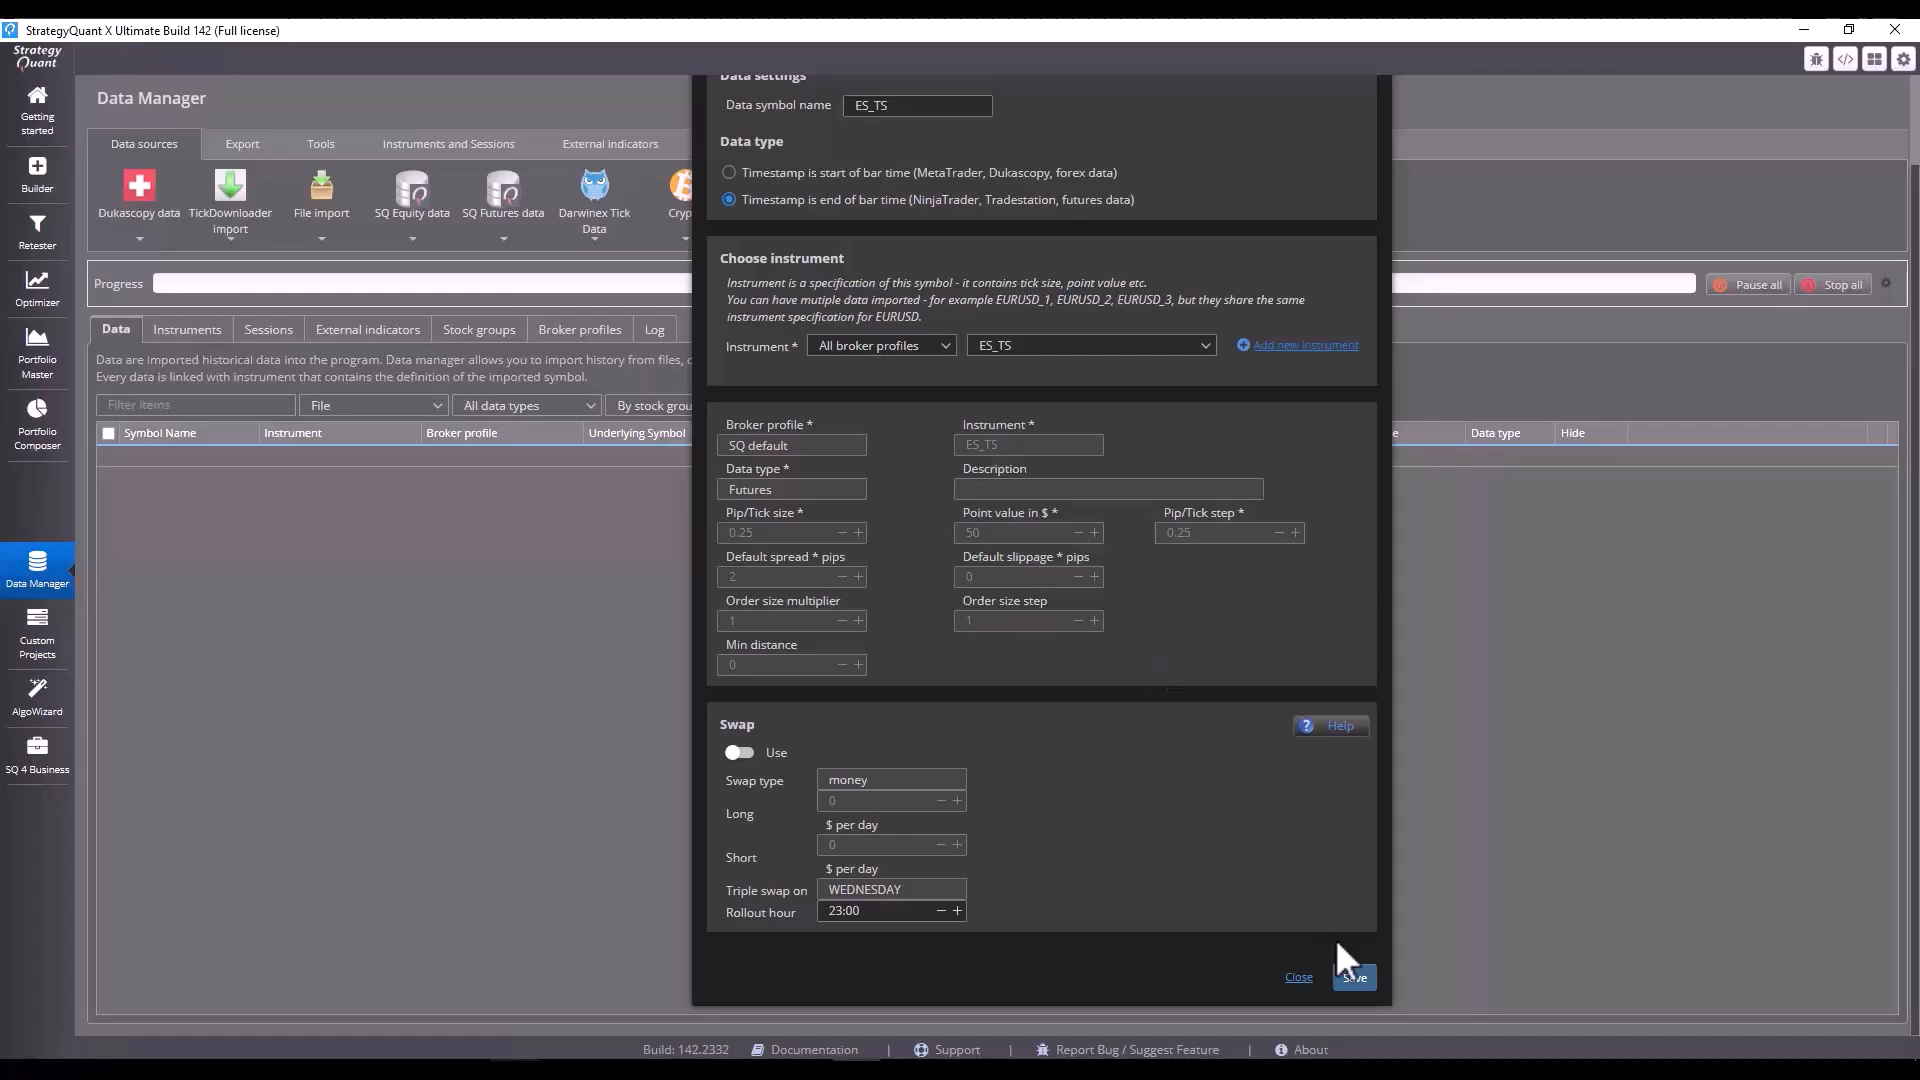 StrategyQuant X Ultimate Build 142 (Full license)
Strategy
Quant
Getting
started
Builder
Retester
Optimizer
Portfolio
Master
Portfolio
Composer
Data Manager
Custom
Projects
AlgoWizard
SQ 4 Business
Data Manager
Data sources
Export
Tools
Instruments and Sessions
External indicators
Dukascopy data
TickDownloader
import
File import
SQ Equity data
SQ Futures data
Darwinex Tick
Data
Cryp
Progress
Pause all
Stop all
Data
Instruments
Sessions
External indicators
Stock groups
Broker profiles
Log
Data are imported historical data into the program. Data manager allows you to import history from files, c
Every data is linked with instrument that contains the definition of the imported symbol.
Filter items
File
All data types
By stock grou
Symbol Name
Instrument
Broker profile
Underlying Symbol
e
Data type
Hide
Data settings
Data symbol name
ES_TS
Data type
Timestamp is start of bar time (MetaTrader, Dukascopy, forex data)
Timestamp is end of bar time (NinjaTrader, Tradestation, futures data)
Choose instrument
Instrument is a specification of this symbol - it contains tick size, point value etc.
You can have mutiple data imported - for example EURUSD_1, EURUSD_2, EURUSD_3, but they share the same
instrument specification for EURUSD.
Instrument *
All broker profiles
ES_TS
Add new instrument
Broker profile *
Instrument *
SQ default
ES_TS
Data type *
Description
Futures
Pip/Tick size *
Point value in $ *
Pip/Tick step *
0.25
50
0.25
Default spread * pips
Default slippage * pips
2
0
Order size multiplier
Order size step
1
1
Min distance
0
Swap
Help
Use
Swap type
money
0
Long
$ per day
0
Short
$ per day
Triple swap on
WEDNESDAY
Rollout hour
23:00
Close
Save
Build: 142.2332
Documentation
|
Support
|
Report Bug / Suggest Feature
|
About